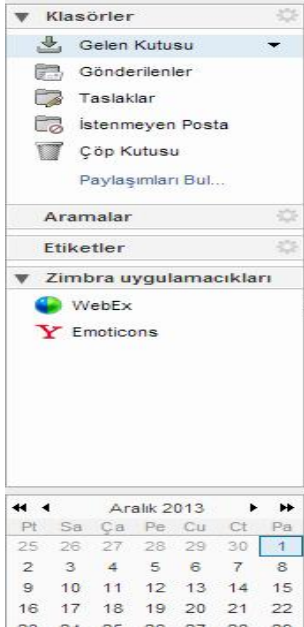 Klasörler
Gelen Kutusu
Gönderilenler
Taslaklar
İstenmeyen Posta
Çöp Kutusu
Paylaşımları Bul...
Aramalar
Etiketler
Zimbra uygulamacıkları
WebEx
Emoticons
Aralık 2013
Pt Sa Ça Pe Cu Ct Pa
25 26 27 28 29 30 1
2 3 4 5 6 7 8
9 10 11 12 13 14 15
16 17 18 19 20 21 22